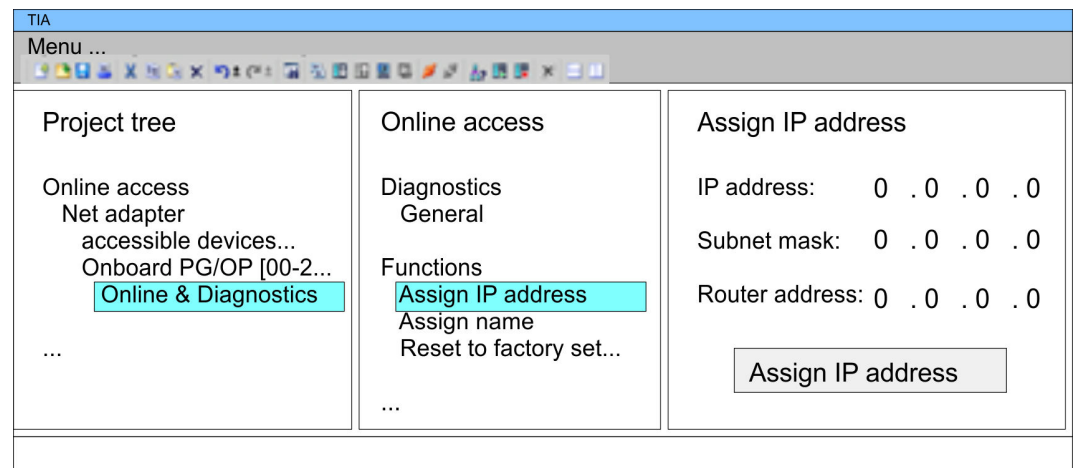 TIA
Menu ...
Project tree
Online access
Net adapter
accessible devices...
Onboard PG/OP [00-2...
Online & Diagnostics
...
Online access
Diagnostics
General
Functions
Assign IP address
Assign name
Reset to factory set...
...
Assign IP address
IP address: 0 . 0 . 0 . 0
Subnet mask: 0 . 0 . 0 . 0
Router address: 0 . 0 . 0 . 0
Assign IP address